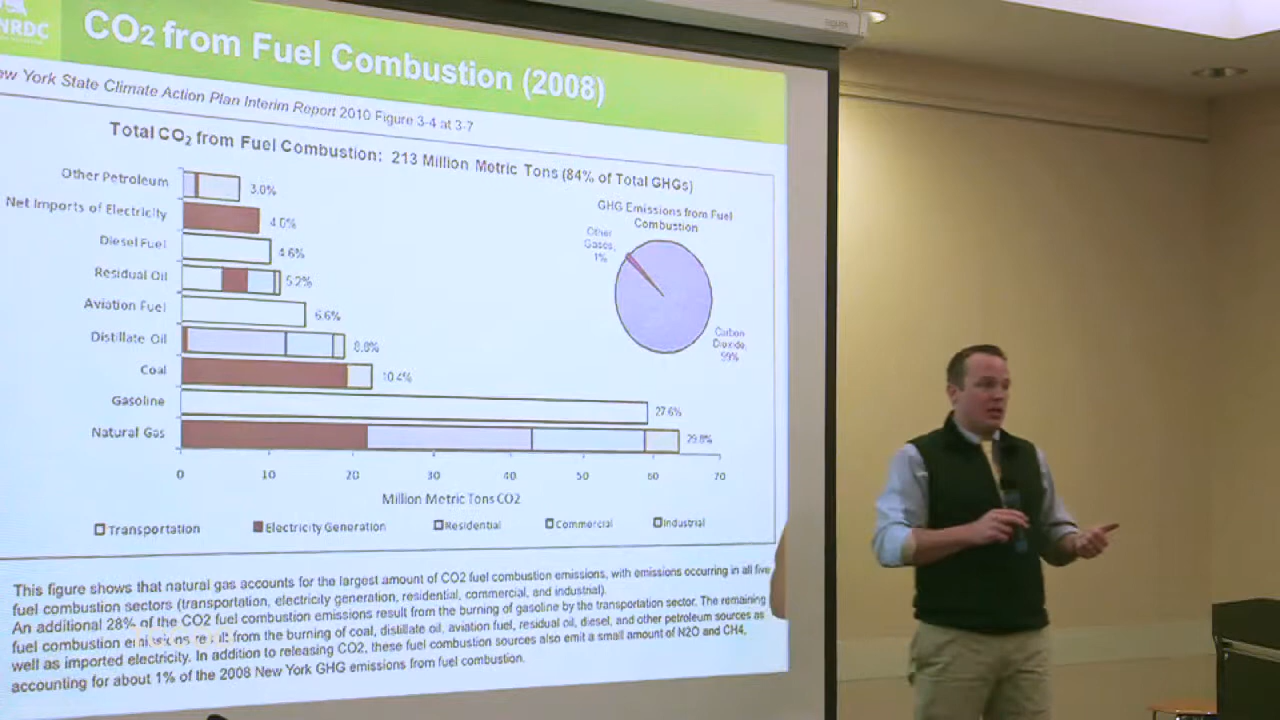 NRDC
CO2 from Fuel Combustion (2008)
ew York State Climate Action Plan Interim Report 2010 Figure 3-4 at 3-7
Total CO2 from Fuel Combustion: 213 Million Metric Tons (84% of Total GHGs)
Other Petroleum 3.0%
Net Imports of Electricity 4.0%
Diesel Fuel 4.6%
Residual Oil 5.2%
Aviation Fuel 6.6%
Distillate Oil 8.8%
Coal 10.4%
Gasoline 27.6%
Natural Gas 29.8%
0 10 20 30 40 50 60 70
Million Metric Tons CO2
Transportation Electricity Generation Residential Commercial Industrial
GHG Emissions from Fuel
Combustion
Other
Gases,
1%
Carbon
Dioxide,
99%
This figure shows that natural gas accounts for the largest amount of CO2 fuel combustion emissions, with emissions occurring in all five
fuel combustion sectors (transportation, electricity generation, residential, commercial, and industrial).
An additional 28% of the CO2 fuel combustion emissions result from the burning of gasoline by the transportation sector. The remaining
fuel combustion emissions result from the burning of coal, distillate oil, aviation fuel, residual oil, diesel, and other petroleum sources as
well as imported electricity. In addition to releasing CO2, these fuel combustion sources also emit a small amount of N2O and CH4,
accounting for about 1% of the 2008 New York GHG emissions from fuel combustion.